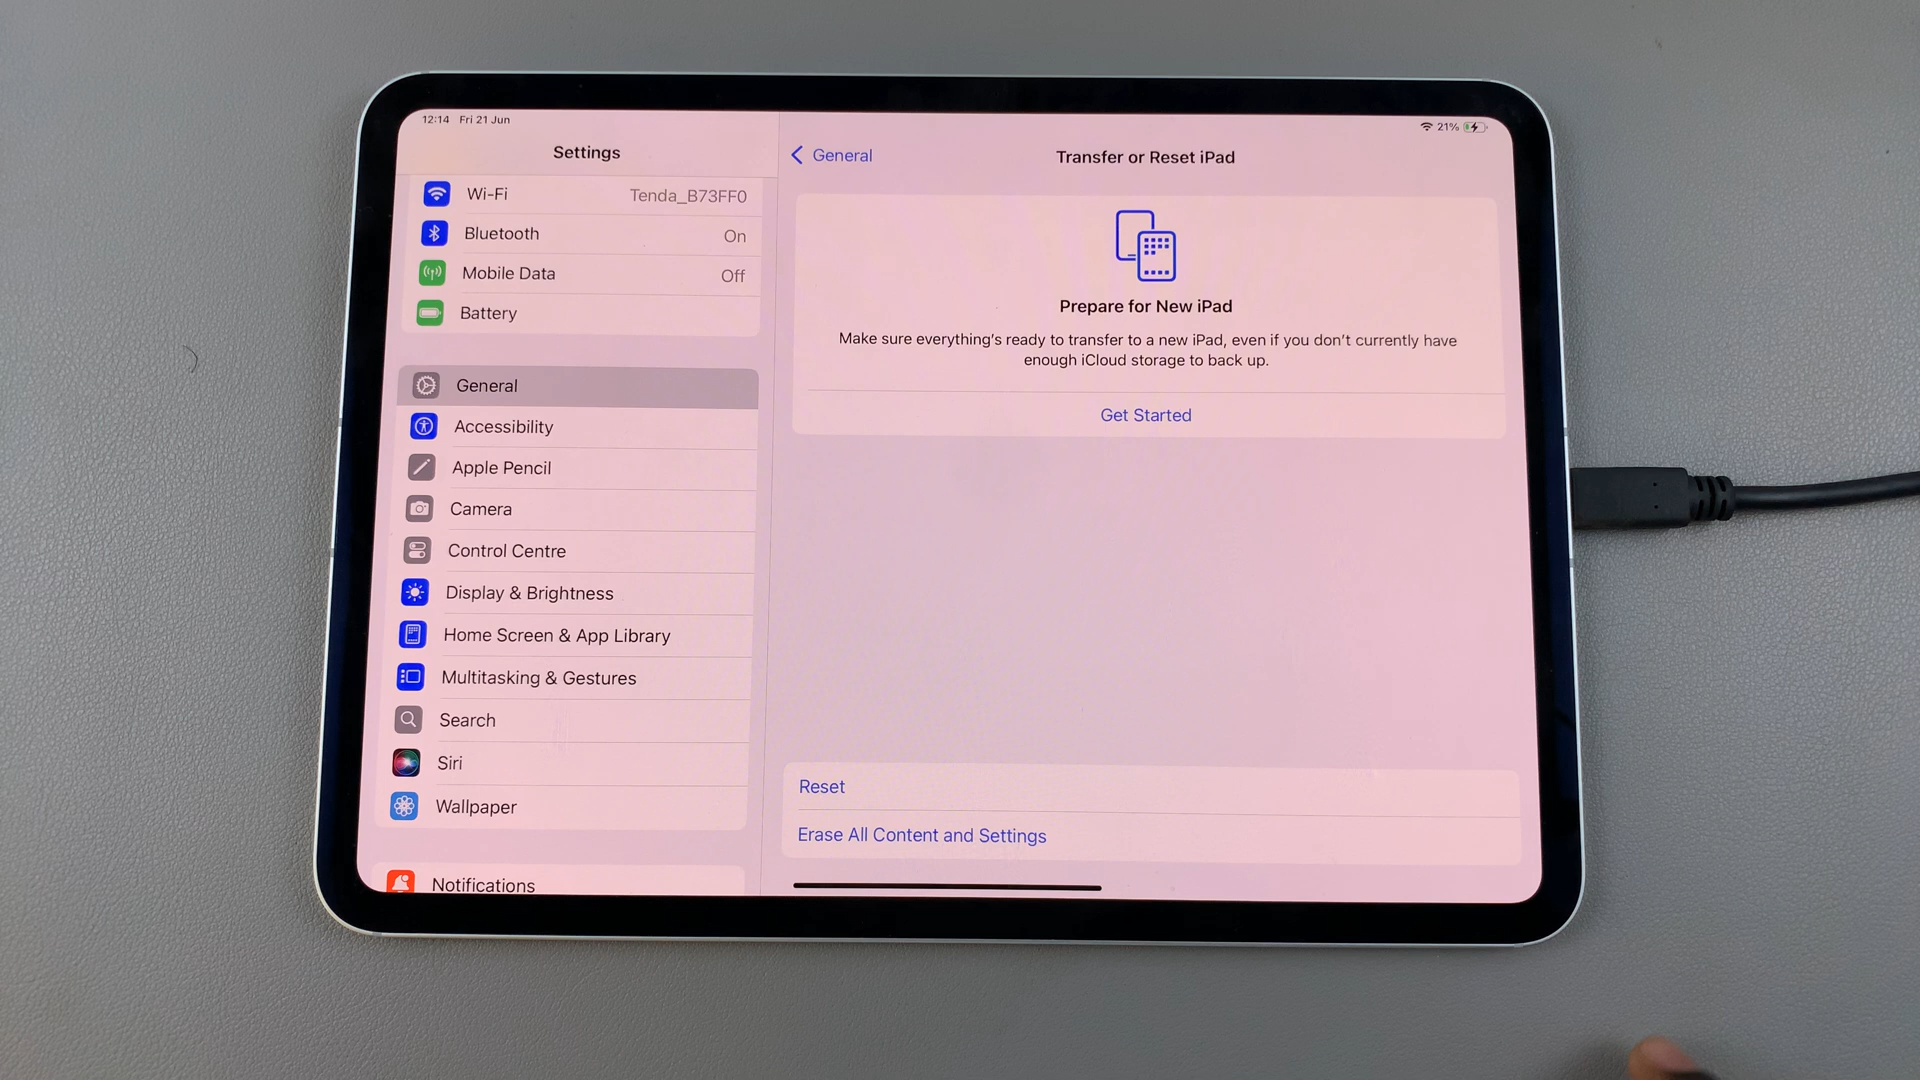 12:14 Fri 21 Jun
21%
Settings
Wi-Fi Tenda_B73FF0
Bluetooth On
Mobile Data Off
Battery
General
Accessibility
Apple Pencil
Camera
Control Centre
Display & Brightness
Home Screen & App Library
Multitasking & Gestures
Search
Siri
Wallpaper
Notifications
General
Transfer or Reset iPad
Prepare for New iPad
Make sure everything’s ready to transfer to a new iPad, even if you don’t currently have
enough iCloud storage to back up.
Get Started
Reset
Erase All Content and Settings